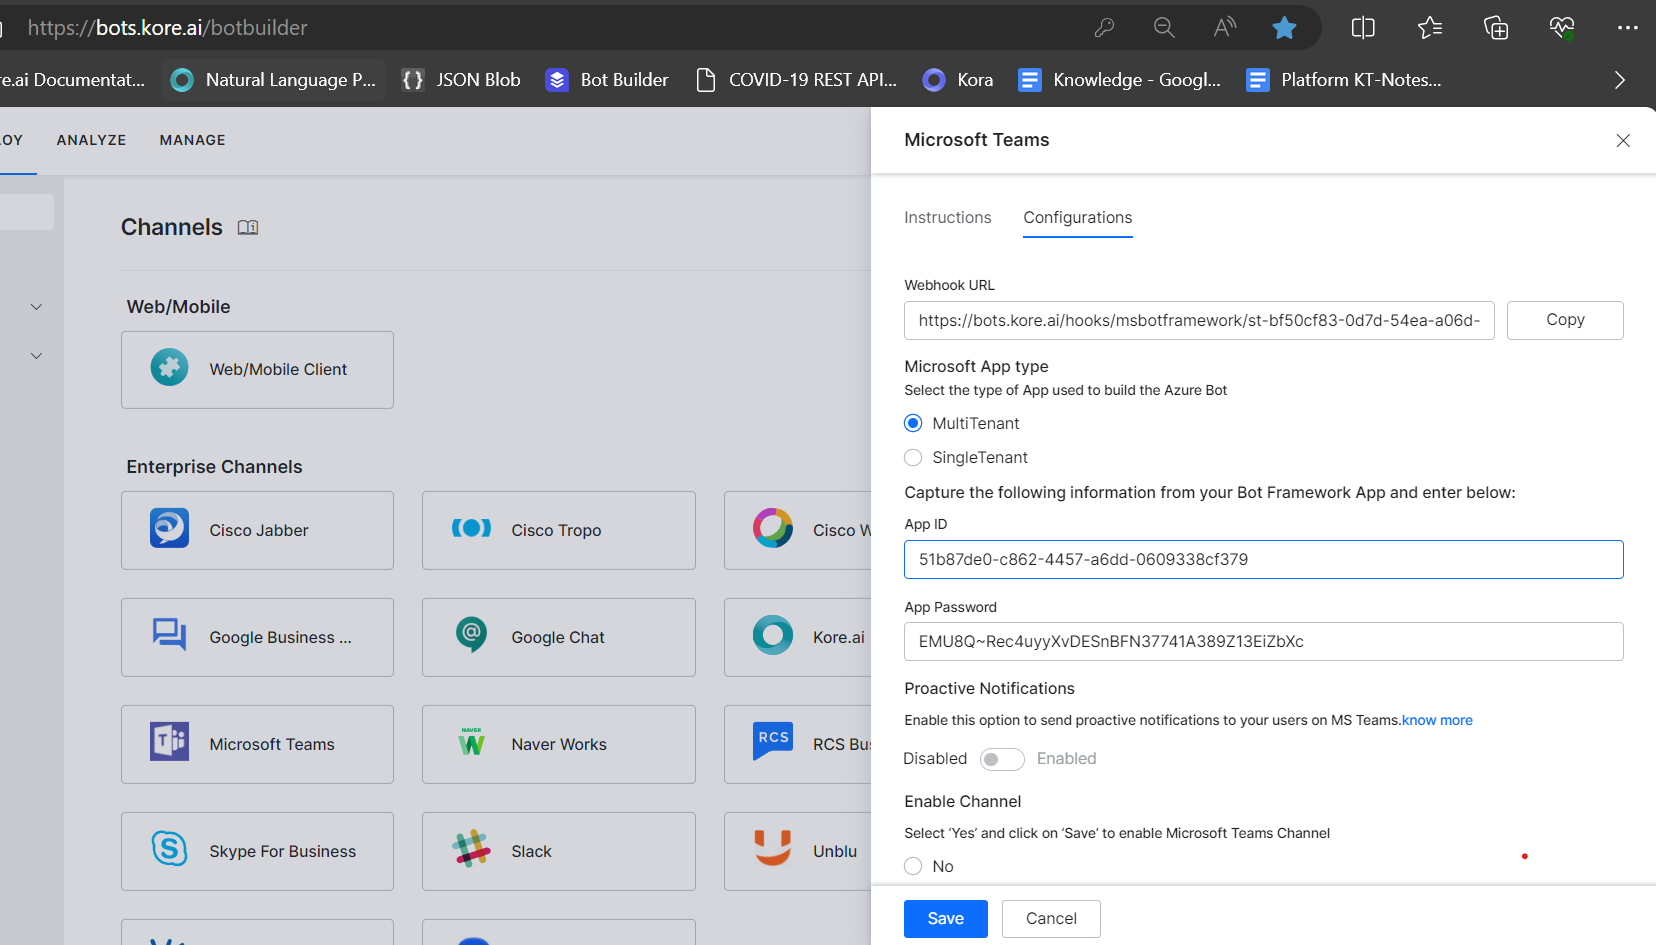 https://bots.kore.ai/botbuilder
re.ai Documentat...
Natural Language P...
JSON Blob
Bot Builder
COVID-19 REST API...
Kora
Knowledge - Googl...
Platform KT-Notes...
LOY
ANALYZE
MANAGE
Channels
Web/Mobile
Web/Mobile Client
Enterprise Channels
Cisco Jabber
Cisco Tropo
Cisco W
Google Business ...
Google Chat
Kore.ai
Microsoft Teams
NAVER
Naver Works
RCS
RCS Bus
Skype For Business
Slack
Unblu
Microsoft Teams
Instructions
Configurations
Webhook URL
https://bots.kore.ai/hooks/msbotframework/st-bf50cf83-0d7d-54ea-a06d-
Copy
Microsoft App type
Select the type of App used to build the Azure Bot
MultiTenant
SingleTenant
Capture the following information from your Bot Framework App and enter below:
App ID
51b87de0-c862-4457-a6dd-0609338cf379
App Password
EMU8Q~Rec4uyyXvDESnBFN37741A389Z13EiZbXc
Proactive Notifications
Enable this option to send proactive notifications to your users on MS Teams.know more
Disabled
Enabled
Enable Channel
Select ‘Yes’ and click on ‘Save’ to enable Microsoft Teams Channel
No
Save
Cancel